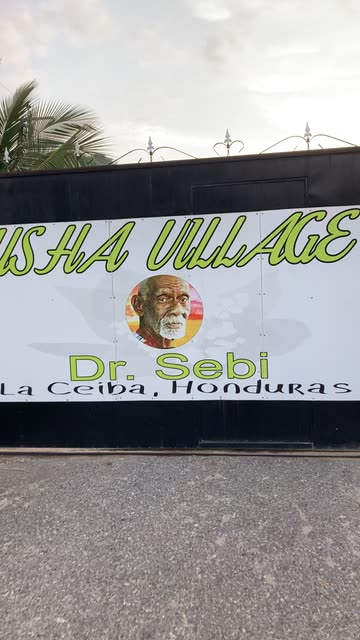 USHA VILLAGE
Dr. Sebi
La Ceiba, Honduras